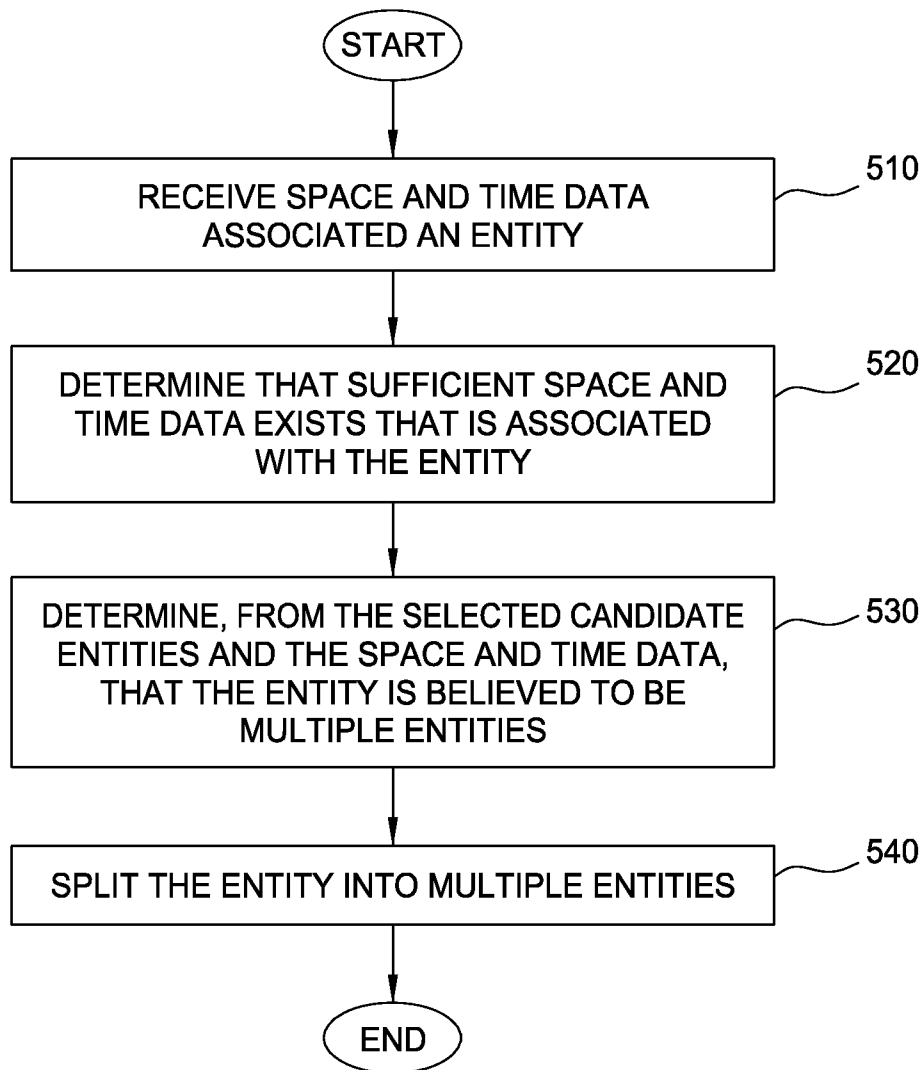 START
510
RECEIVE SPACE AND TIME DATA
ASSOCIATED AN ENTITY
520
DETERMINE THAT SUFFICIENT SPACE AND
TIME DATA EXISTS THAT IS ASSOCIATED
WITH THE ENTITY
530
DETERMINE, FROM THE SELECTED CANDIDATE
ENTITIES AND THE SPACE AND TIME DATA,
THAT THE ENTITY IS BELIEVED TO BE
MULTIPLE ENTITIES
540
SPLIT THE ENTITY INTO MULTIPLE ENTITIES
END